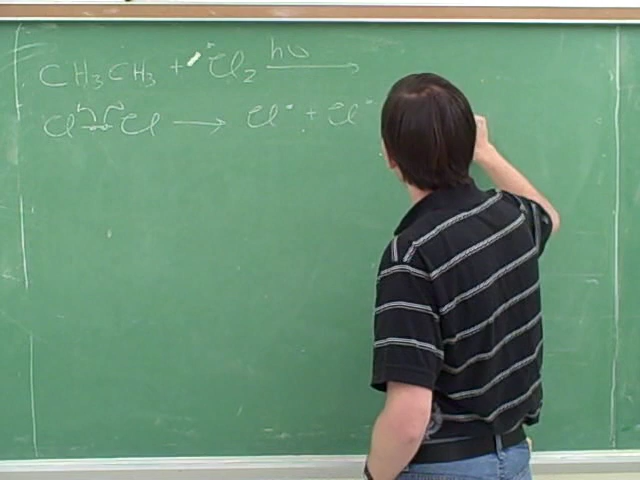 CH3CH3 + Cl2 hν →
Cl–Cl → Cl· + Cl·